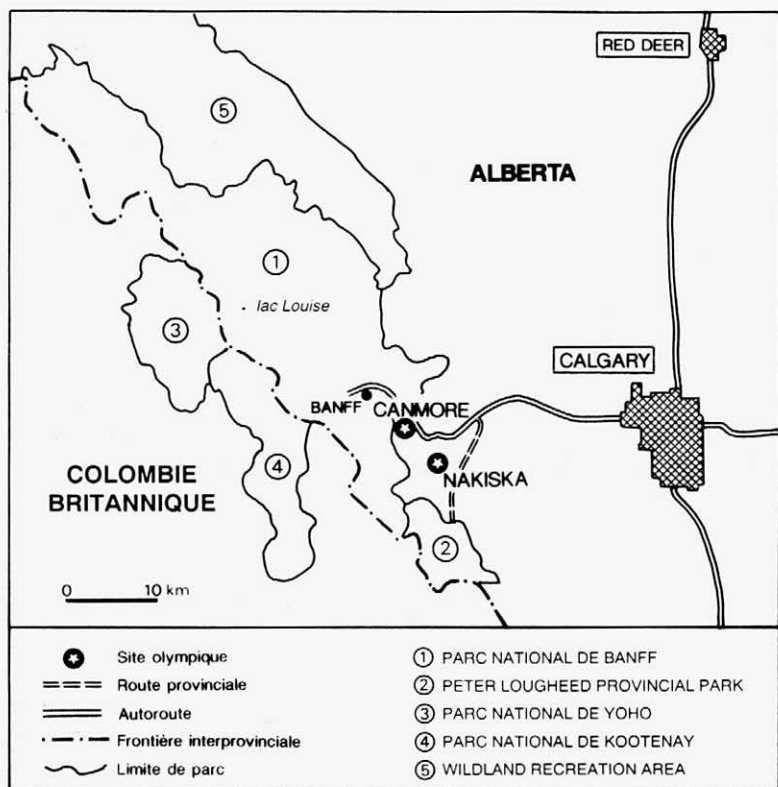 RED DEER
⑤
ALBERTA
①
lac Louise
③
CALGARY
BANFF
CANMORE
NAKISKA
④
COLOMBIE
BRITANNIQUE
②
0 10 km
Site olympique
Route provinciale
Autoroute
Frontière interprovinciale
Limite de parc
① PARC NATIONAL DE BANFF
② PETER LOUGHEED PROVINCIAL PARK
③ PARC NATIONAL DE YOHO
④ PARC NATIONAL DE KOOTENAY
⑤ WILDLAND RECREATION AREA